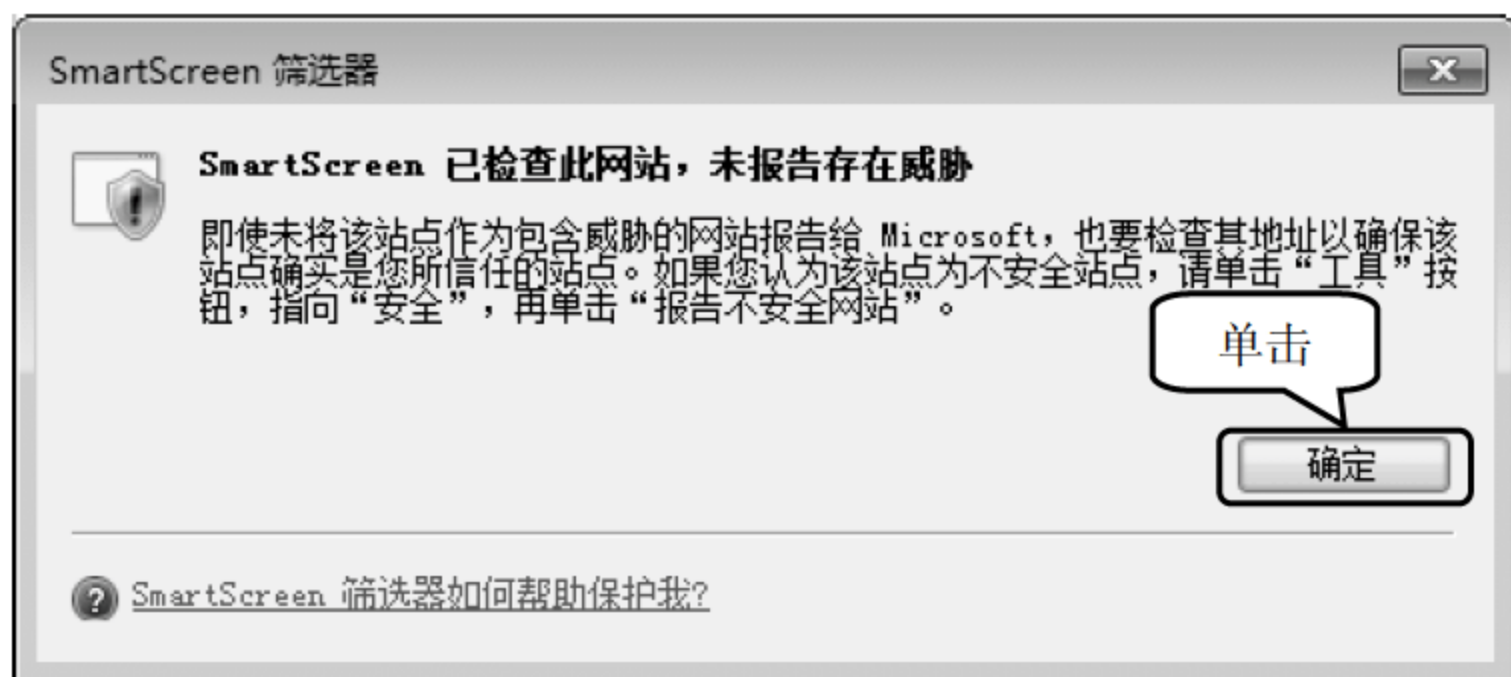 SmartScreen 筛选器
SmartScreen 已检查此网站，未报告存在威胁
即使未将该站点作为包含威胁的网站报告给 Microsoft，也要检查其地址以确保该
站点确实是您所信任的站点。如果您认为该站点为不安全站点，请单击“工具”按
钮，指向“安全”，再单击“报告不安全网站”。
单击
确定
SmartScreen 筛选器如何帮助保护我?